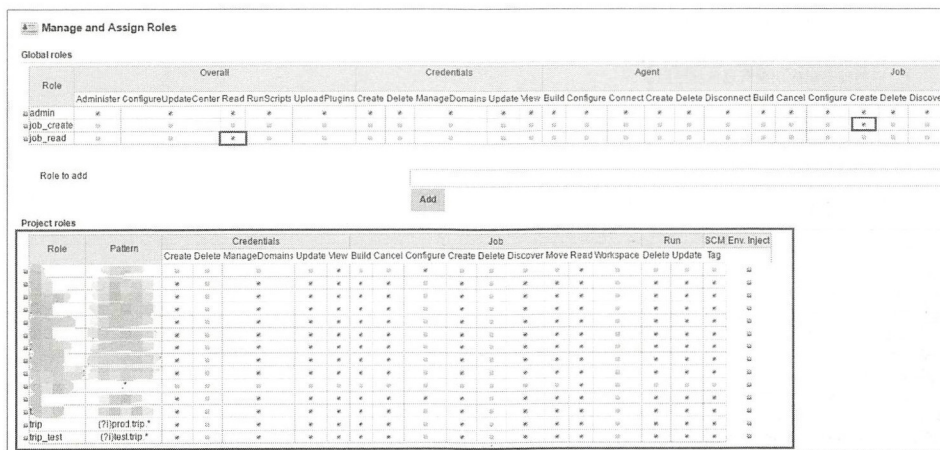 Manage and Assign Roles
Global roles
Role Overall Credentials Agent Job
Administer ConfigureUpdateCenter Read RunScripts UploadPlugins Create Delete ManageDomains Update View Build Configure Connect Create Delete Disconnect Build Cancel Configure Create Delete Discove
admin
job_create
job_read
Role to add
Add
Project roles
Role Pattern Credentials Job Run SCM Env. Inject
Create Delete ManageDomains Update View Build Cancel Configure Create Delete Discover Move Read Workspace Delete Update Tag
trip (?i)prod.trip.*
trip_test (?i)test.trip.*